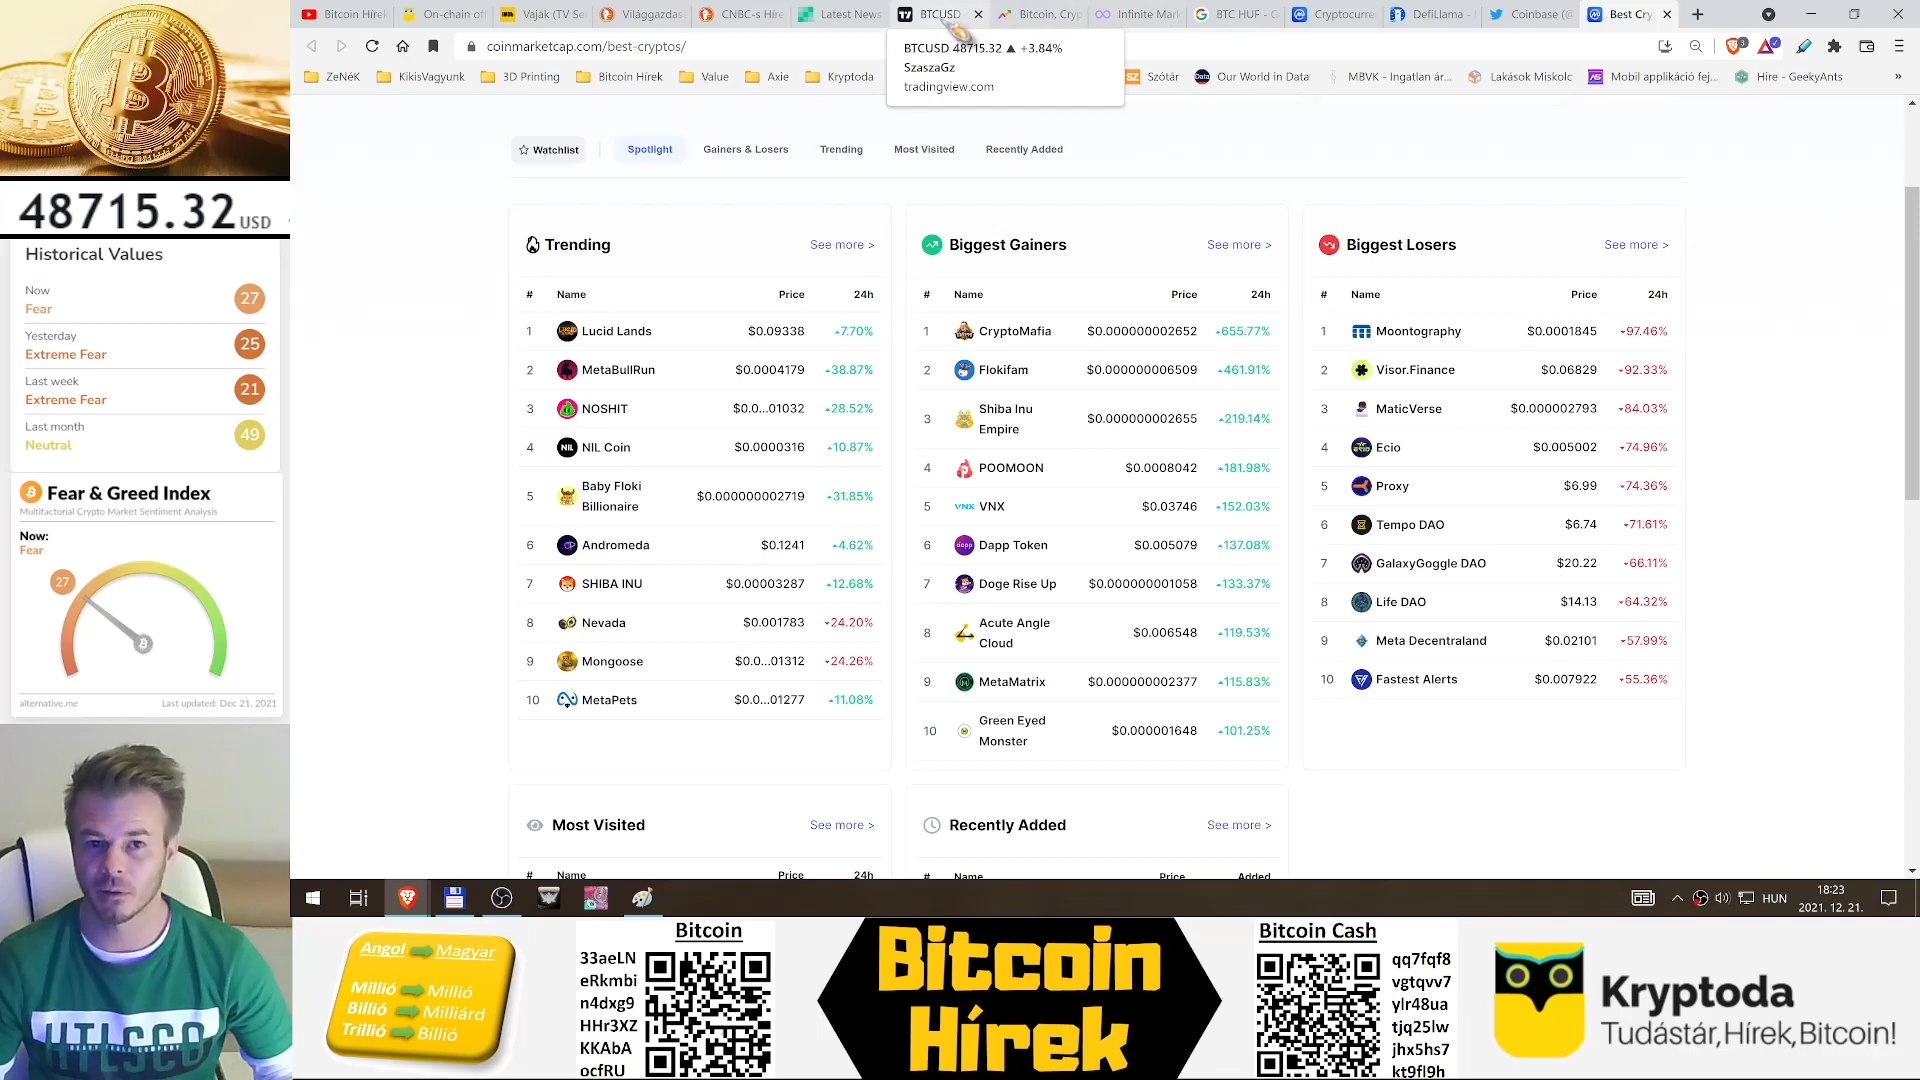 Bitcoin Hírek
On-chain off
Vaják (TV Se
Világgazdas
CNBC-s Híre
Latest News
BTCUSD
Bitcoin, Cryp
Infinite Mark
BTC HUF - G
Cryptocurre
DefiLlama -
Coinbase (@
Best Cry
coinmarketcap.com/best-cryptos/
BTCUSD 48715.32 ▲ +3.84%
SzaszaGz
tradingview.com
ZeNéK
KikisVagyunk
3D Printing
Bitcoin Hírek
Value
Axie
Kryptoda
Szótár
Our World in Data
MBVK - Ingatlan ár...
Lakások Miskolc
Mobil applikáció fej...
Hire - GeekyAnts
»
Watchlist
Spotlight
Gainers & Losers
Trending
Most Visited
Recently Added
Trending
See more >
# Name Price 24h
1 Lucid Lands $0.09338 7.70%
2 MetaBullRun $0.0004179 38.87%
3 NOSHIT $0.0...01032 28.52%
4 NIL Coin $0.0000316 10.87%
5 Baby Floki Billionaire $0.000000002719 31.85%
6 Andromeda $0.1241 4.62%
7 SHIBA INU $0.00003287 12.68%
8 Nevada $0.001783 24.20%
9 Mongoose $0.0...01312 24.26%
10 MetaPets $0.0...01277 11.08%
Biggest Gainers
See more >
# Name Price 24h
1 CryptoMafia $0.000000002652 655.77%
2 Flokifam $0.000000006509 461.91%
3 Shiba Inu Empire $0.000000002655 219.14%
4 POOMOON $0.0008042 181.98%
5 VNX $0.03746 152.03%
6 Dapp Token $0.005079 137.08%
7 Doge Rise Up $0.000000001058 133.37%
8 Acute Angle Cloud $0.006548 119.53%
9 MetaMatrix $0.000000002377 115.83%
10 Green Eyed Monster $0.000001648 101.25%
Biggest Losers
See more >
# Name Price 24h
1 Moontography $0.0001845 97.46%
2 Visor.Finance $0.06829 92.33%
3 MaticVerse $0.000002793 84.03%
4 Ecio $0.005002 74.96%
5 Proxy $6.99 74.36%
6 Tempo DAO $6.74 71.61%
7 GalaxyGoggle DAO $20.22 66.11%
8 Life DAO $14.13 64.32%
9 Meta Decentraland $0.02101 57.99%
10 Fastest Alerts $0.007922 55.36%
Most Visited
See more >
# Name Price 24h
Recently Added
See more >
# Name Price Added
48715.32 USD
Historical Values
Now
Fear
27
Yesterday
Extreme Fear
25
Last week
Extreme Fear
21
Last month
Neutral
49
Fear & Greed Index
Multifactorial Crypto Market Sentiment Analysis
Now:
Fear
27
alternative.me
Last updated: Dec 21, 2021
HUN
18:23
2021. 12. 21.
Angol Magyar
Millió Millió
Billió Milliárd
Trillió Billió
Bitcoin
33aeLN
eRkmbi
n4dxg9
HHr3XZ
KKAbA
ocfRU
Bitcoin
Hírek
Bitcoin Cash
qq7fqf8
vgtqvv7
ylr48ua
tjq25lw
jhx5hs7
kt9fl9h
Kryptoda
Tudástár,Hírek,Bitcoin!